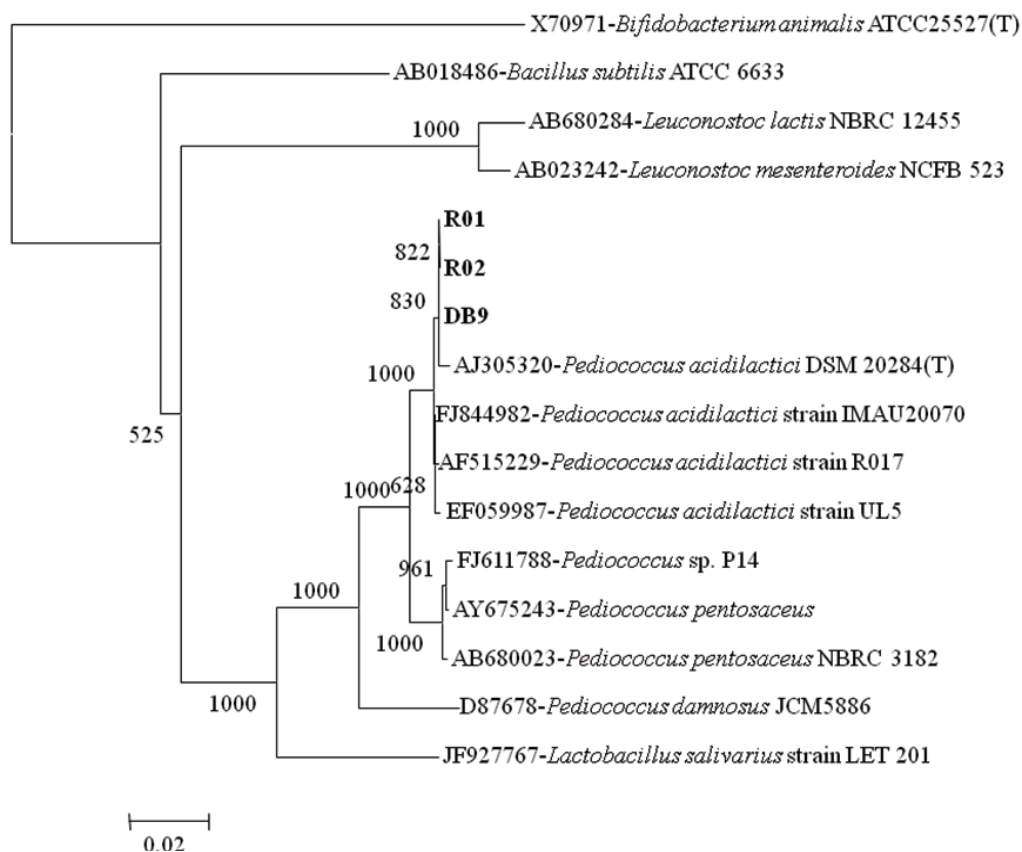 X70971-Bifidobacterium animalis ATCC25527(T)
AB018486-Bacillus subtilis ATCC 6633
1000
AB680284-Leuconostoc lactis NBRC 12455
AB023242-Leuconostoc mesenteroides NCFB 523
R01
822
R02
830
DB9
1000
AJ305320-Pediococcus acidilactici DSM 20284(T)
FJ844982-Pediococcus acidilactici strain IMAU20070
525
AF515229-Pediococcus acidilactici strain R017
1000
628
EF059987-Pediococcus acidilactici strain UL5
FJ611788-Pediococcus sp. P14
961
1000
AY675243-Pediococcus pentosaceus
1000
AB680023-Pediococcus pentosaceus NBRC 3182
1000
D87678-Pediococcus damnosus JCM5886
JF927767-Lactobacillus salivarius strain LET 201
0.02